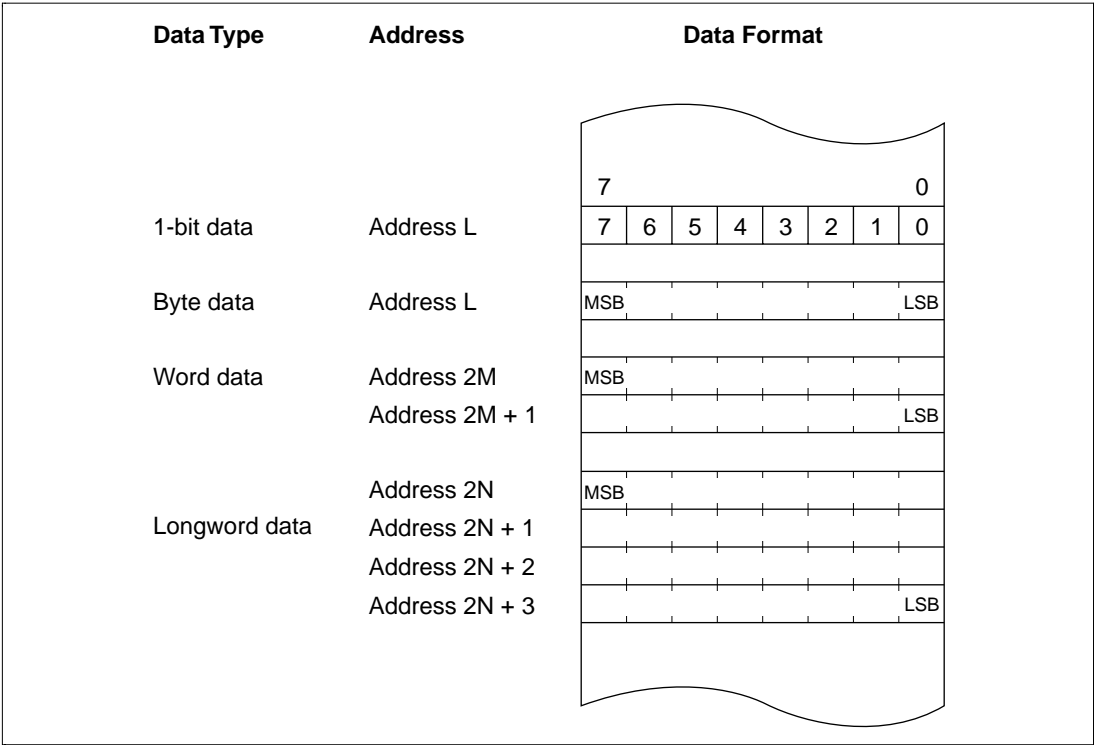 Data Type Address Data Format
7 0
1-bit data Address L 7 6 5 4 3 2 1 0
Byte data Address L MSB LSB
Word data Address 2M MSB
Address 2M + 1 LSB
Address 2N MSB
Longword data Address 2N + 1
Address 2N + 2
Address 2N + 3 LSB